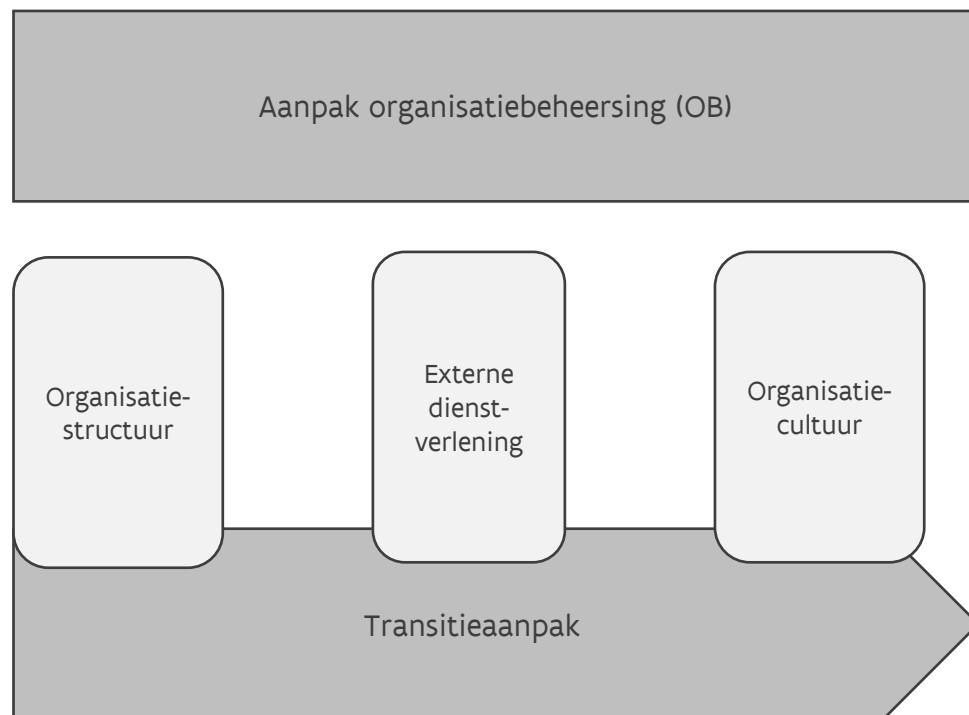 Aanpak organisatiebeheersing (OB)
Organisatie-
structuur
Externe
dienst-
verlening
Organisatie-
cultuur
Transitieaanpak